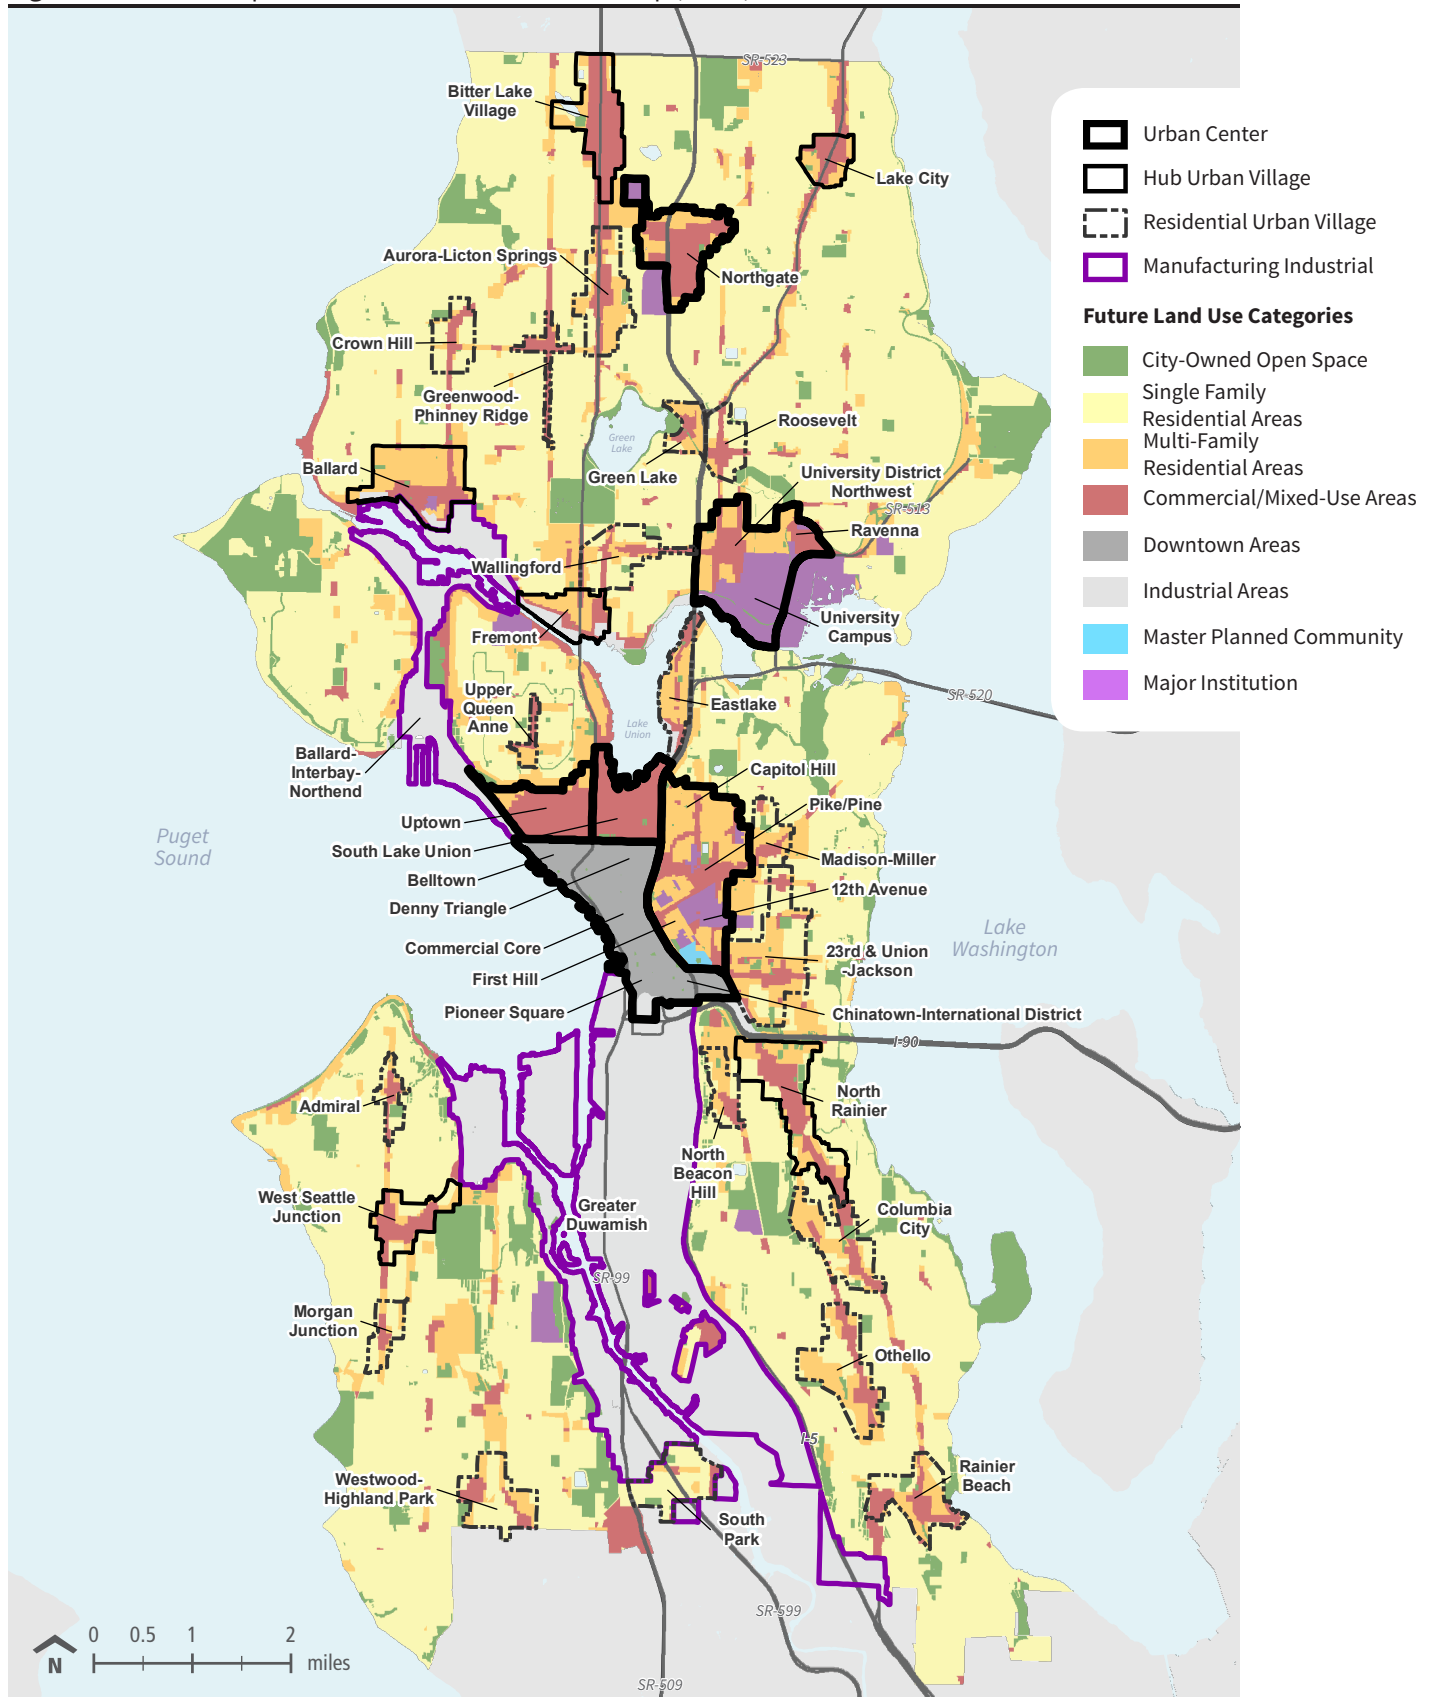 SR-523
Bitter Lake
Village
Lake City
Aurora-Licton Springs
Northgate
Crown Hill
Greenwood-
Phinney Ridge
Green
Lake
Roosevelt
Green Lake
Ballard
University District
Northwest
SR-513
Ravenna
Wallingford
Fremont
University
Campus
Upper
Queen
Anne
Eastlake
SR-520
Lake
Union
Ballard-
Interbay-
Northend
Capitol Hill
Pike/Pine
Uptown
South Lake Union
Belltown
Denny Triangle
Commercial Core
First Hill
Pioneer Square
Madison-Miller
12th Avenue
23rd & Union
-Jackson
Chinatown-International District
Puget
Sound
Lake
Washington
I-90
Admiral
North
Rainier
North
Beacon
Hill
West Seattle
Junction
Greater
Duwamish
Columbia
City
SR-99
Morgan
Junction
Othello
I-5
Westwood-
Highland Park
Rainier
Beach
South
Park
SR-599
SR-509
0 0.5 1 2
miles
N
Urban Center
Hub Urban Village
Residential Urban Village
Manufacturing Industrial
Future Land Use Categories
City-Owned Open Space
Single Family
Residential Areas
Multi-Family
Residential Areas
Commercial/Mixed-Use Areas
Downtown Areas
Industrial Areas
Master Planned Community
Major Institution